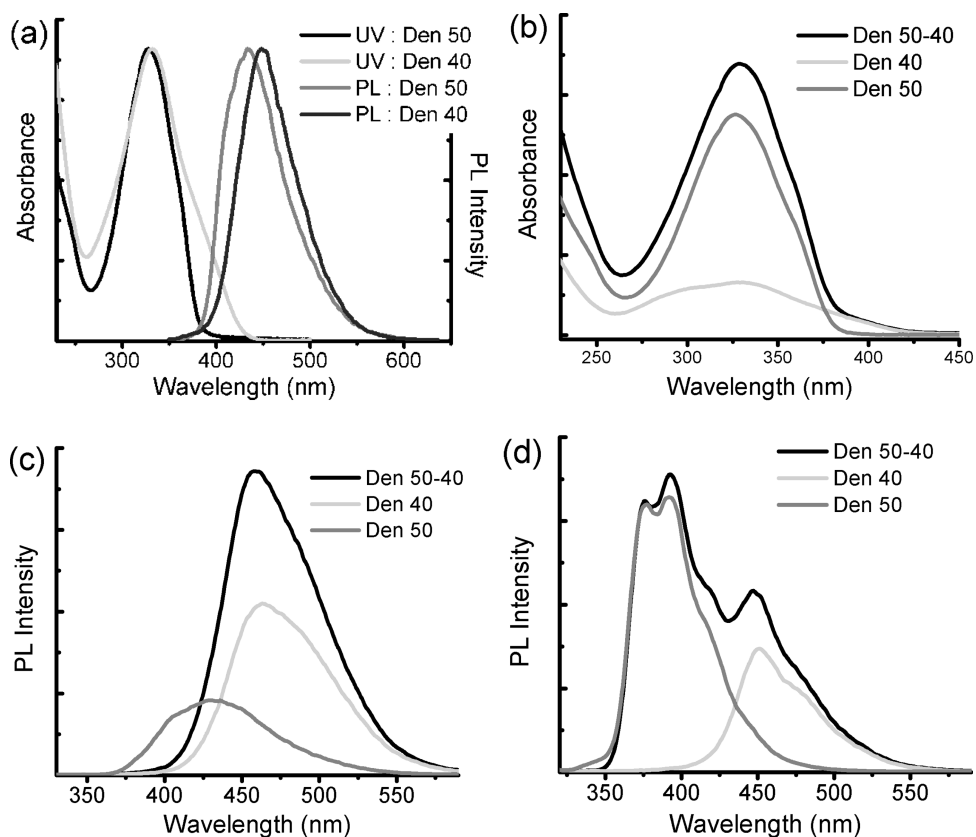 (a)
UV : Den 50
UV : Den 40
PL : Den 50
PL : Den 40
Absorbance
PL Intensity
300 400 500 600
Wavelength (nm)
(b)
Den 50-40
Den 40
Den 50
Absorbance
250 300 350 400 450
Wavelength (nm)
(c)
Den 50-40
Den 40
Den 50
PL Intensity
350 400 450 500 550
Wavelength (nm)
(d)
Den 50-40
Den 40
Den 50
PL Intensity
350 400 450 500 550
Wavelength (nm)